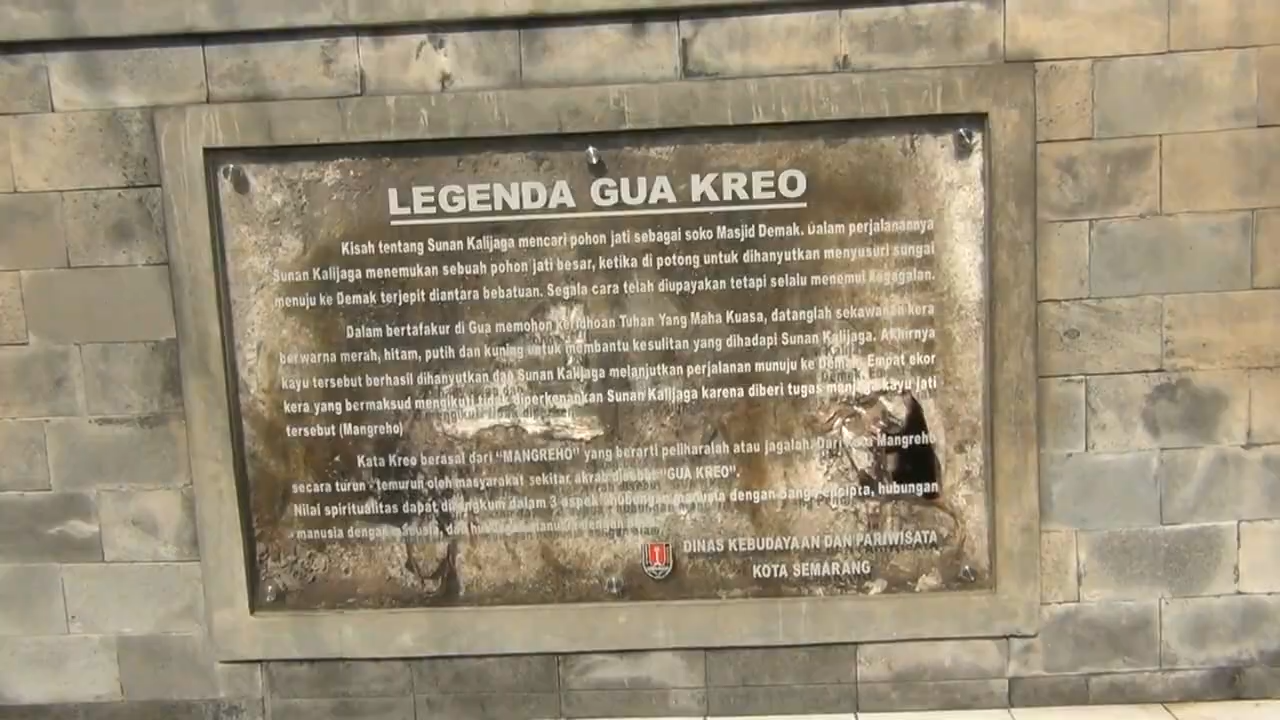 LEGENDA GUA KREO
Kisah tentang Sunan Kalijaga mencari pohon jati sebagai soko Masjid Demak. Dalam perjalanannya
Sunan Kalijaga menemukan sebuah pohon jati besar, ketika di potong untuk dihanyutkan menyusuri sungai
menuju ke Demak terjepit diantara bebatuan. Segala cara telah diupayakan tetapi selalu menemui kegagalan.
Dalam bertafakur di Gua memohon Keridhoan Tuhan Yang Maha Kuasa, datanglah sekawanan kera
berwarna merah, hitam, putih dan kuning untuk membantu kesulitan yang dihadapi Sunan Kalijaga. Akhirnya
kayu tersebut berhasil dihanyutkan dan Sunan Kalijaga melanjutkan perjalanan munuju ke Demak. Empat ekor
kera yang bermaksud mengikuti tidak diperkenankan Sunan Kalijaga karena diberi tugas menjaga kayu jati
tersebut (Mangreho)
Kata Kreo berasal dari “MANGREHO” yang berarti peliharalah atau jagalah. Dari kata Mangreho
secara turun - temurun oleh masyarakat sekitar akrab disebut “GUA KREO”.
Nilai spiritualitas dapat dirangkum dalam 3 aspek hubungan manusia dengan Sang Pencipta, hubungan
manusia dengan manusia, dan hubungan manusia dengan alam.
DINAS KEBUDAYAAN DAN PARIWISATA
KOTA SEMARANG